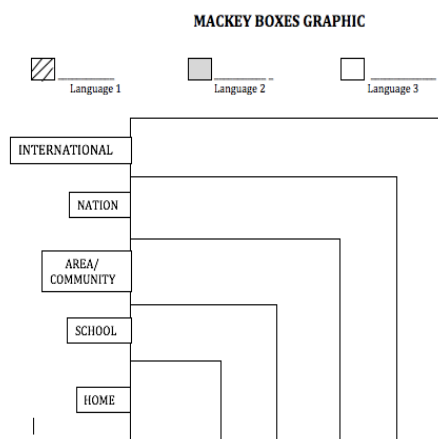 MACKEY BOXES GRAPHIC
Language 1
Language 2
Language 3
INTERNATIONAL
NATION
AREA/
COMMUNITY
SCHOOL
HOME